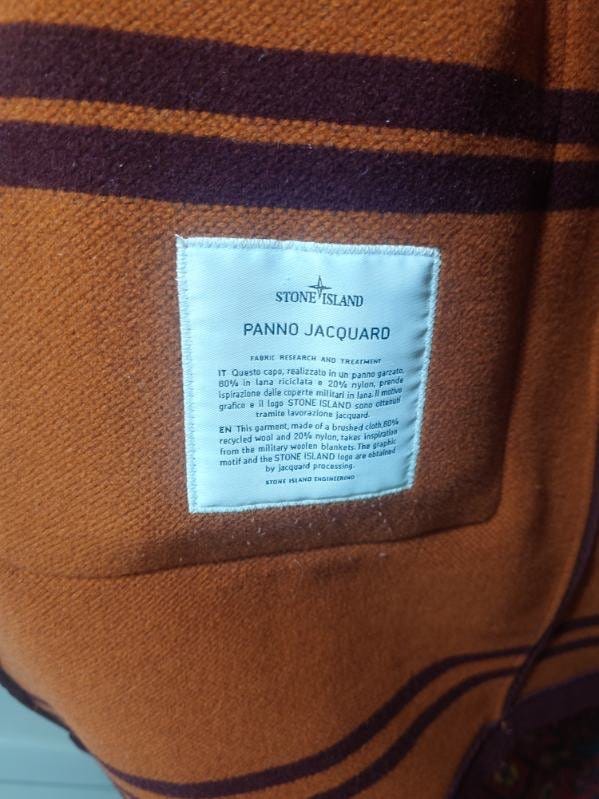 STONE ISLAND
PANNO JACQUARD
FABRIC RESEARCH AND TREATMENT
IT Questo capo, realizzato in un panno garzato,
80% in lana riciclata e 20% nylon, prende
ispirazione dalle coperte militari in lana. Il motivo
grafico e il logo STONE ISLAND sono ottenuti
tramite lavorazione jacquard.
EN This garment, made of a brushed cloth,80%
recycled wool and 20% nylon, takes inspiration
from the military woolen blankets. The graphic
motif and the STONE ISLAND logo are obtained
by jacquard processing.
STONE ISLAND ENGINEERING